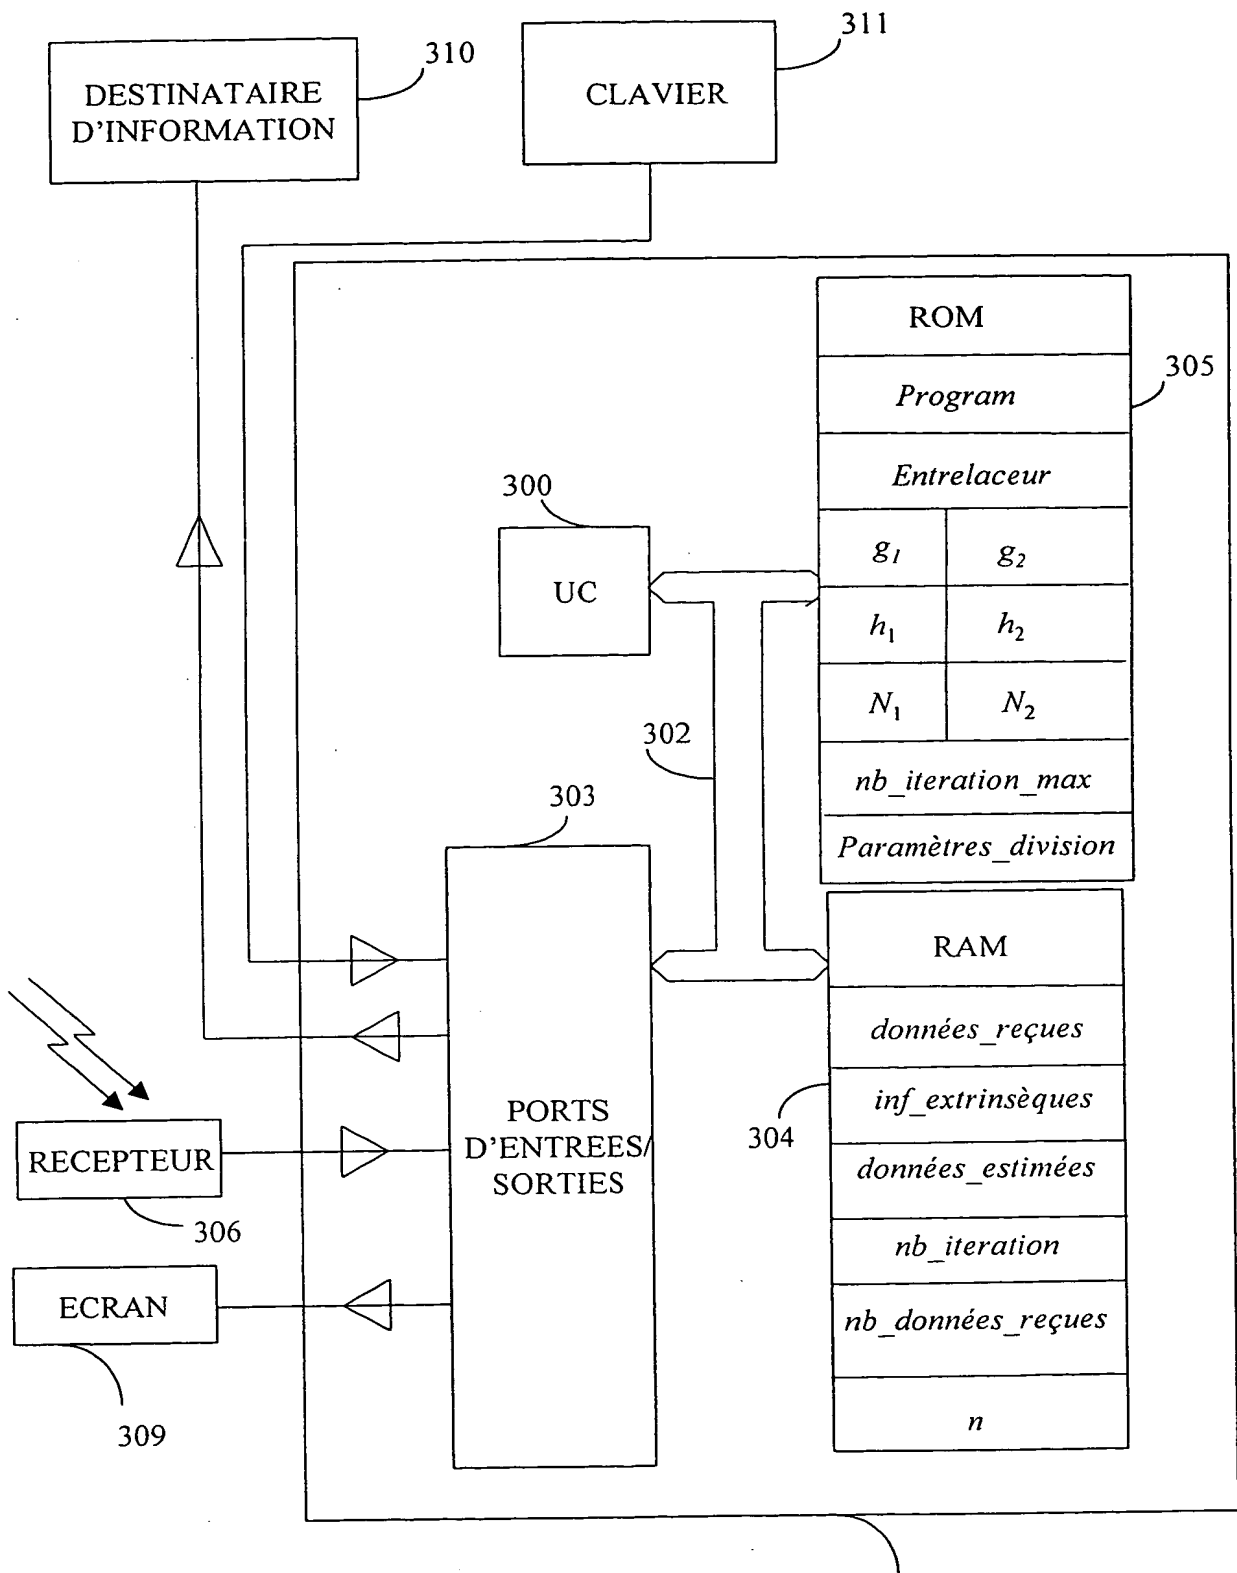 310
DESTINATAIRE
D'INFORMATION
311
CLAVIER
ROM
305
Program
Entrelaceur
g1 g2
h1 h2
N1 N2
nb_iteration_max
Paramètres_division
300
UC
302
303
PORTS
D'ENTREES/
SORTIES
RAM
données_reçues
inf_extrinsèques
304
données_estimées
nb_iteration
nb_données_reçues
n
RECEPTEUR
306
ECRAN
309